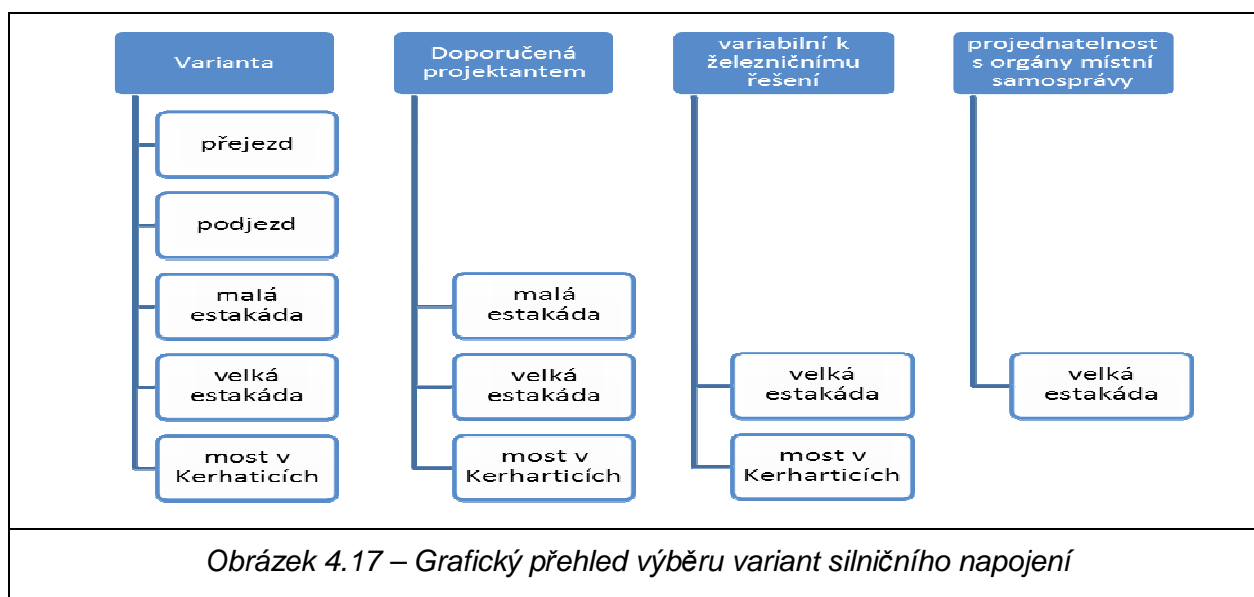 Varianta
přejezd
podjezd
malá
estakáda
velká
estakáda
most v
Kerhaticích
Doporučená
projektantem
malá
estakáda
velká
estakáda
most v
Kerharticích
variabilní k
železničnímu
řešení
velká
estakáda
most v
Kerharticích
projednatelnost
s orgány místní
samosprávy
velká
estakáda
Obrázek 4.17 – Grafický přehled výběru variant silničního napojení